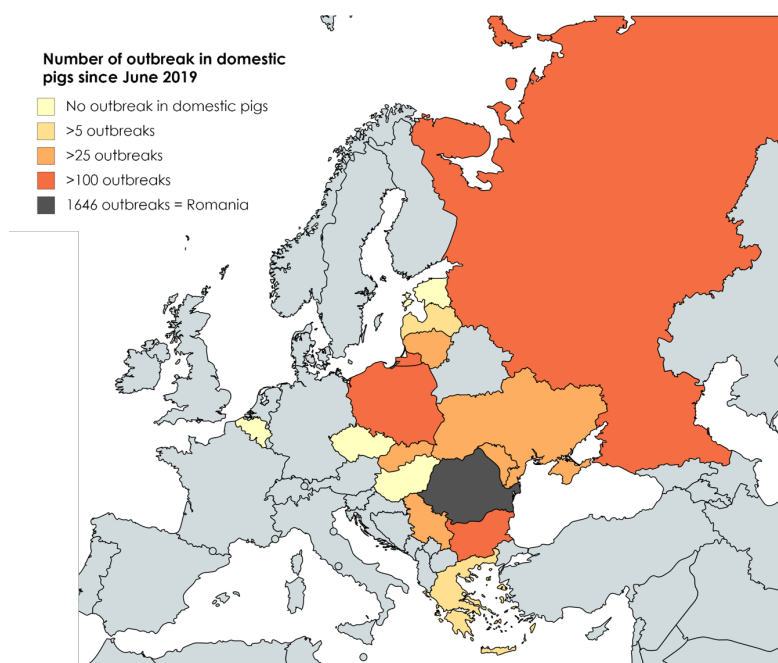 Number of outbreak in domestic
pigs since June 2019
No outbreak in domestic pigs
>5 outbreaks
>25 outbreaks
>100 outbreaks
1646 outbreaks = Romania